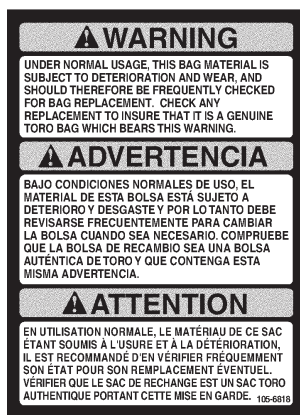 WARNING
UNDER NORMAL USAGE, THIS BAG MATERIAL IS
SUBJECT TO DETERIORATION AND WEAR, AND
SHOULD THEREFORE BE FREQUENTLY CHECKED
FOR BAG REPLACEMENT. CHECK ANY
REPLACEMENT TO INSURE THAT IT IS A GENUINE
TORO BAG WHICH BEARS THIS WARNING.
ADVERTENCIA
BAJO CONDICIONES NORMALES DE USO, EL
MATERIAL DE ESTA BOLSA ESTÁ SUJETO A
DETERIORO Y DESGASTE Y POR LO TANTO DEBE
REVISARSE FRECUENTEMENTE PARA CAMBIAR
LA BOLSA CUANDO SEA NECESARIO. COMPRUEBE
QUE LA BOLSA DE RECAMBIO SEA UNA BOLSA
AUTÉNTICA DE TORO Y QUE CONTENGA ESTA
MISMA ADVERTENCIA.
ATTENTION
EN UTILISATION NORMALE, LE MATÉRIAU DE CE SAC
ÉTANT SOUMIS À L'USURE ET À LA DÉTÉRIORATION,
IL EST RECOMMANDÉ D'EN VÉRIFIER FRÉQUEMMENT
SON ÉTAT POUR SON REMPLACEMENT ÉVENTUEL.
VÉRIFIER QUE LE SAC DE RECHANGE EST UN SAC TORO
AUTHENTIQUE PORTANT CETTE MISE EN GARDE. 105-6818